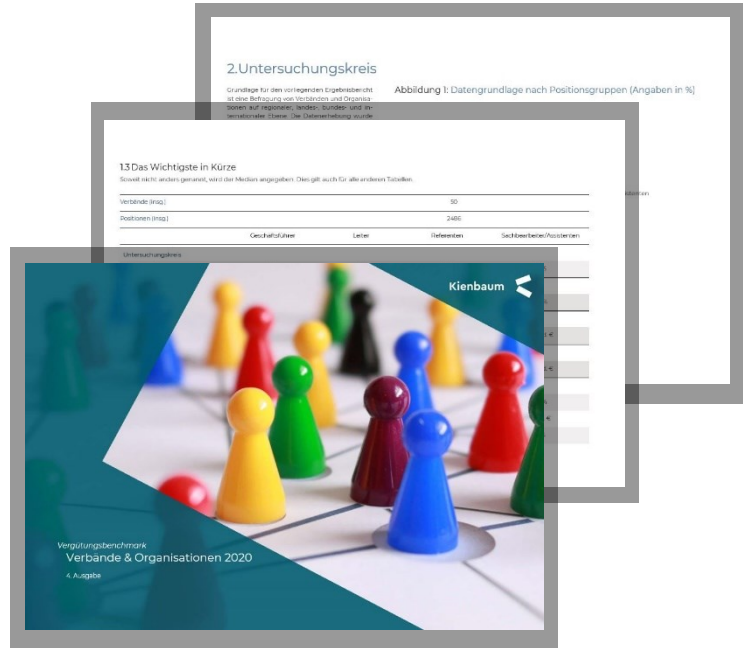 2.Untersuchungskreis
Grundlage für den vorliegenden Ergebnisbericht
ist eine Befragung von Verbänden und Organisa-
tionen auf regionaler, landes-, bundes- und in-
ternationaler Ebene. Die Datenerhebung wurde
Abbildung 1: Datengrundlage nach Positionsgruppen (Angaben in %)
1.3 Das Wichtigste in Kürze
Soweit nicht anders genannt, wird der Median angegeben. Dies gilt auch für alle anderen Tabellen.
Verbände (insg.) 50
Positionen (insg.) 2486
Geschäftsführer Leiter Referenten Sachbearbeiter/Assistenten
Untersuchungskreis
€
€
€
Kienbaum
Vergütungsbenchmark
Verbände & Organisationen 2020
4. Ausgabe